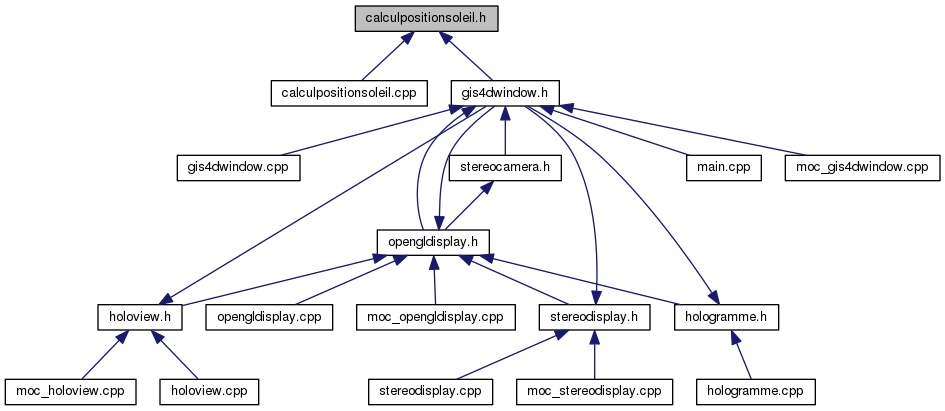 calculpositionsoleil.h
calculpositionsoleil.cpp
gis4dwindow.h
gis4dwindow.cpp
stereocamera.h
main.cpp
moc_gis4dwindow.cpp
opengldisplay.h
holoview.h
opengldisplay.cpp
moc_opengldisplay.cpp
stereodisplay.h
hologramme.h
moc_holoview.cpp
holoview.cpp
stereodisplay.cpp
moc_stereodisplay.cpp
hologramme.cpp